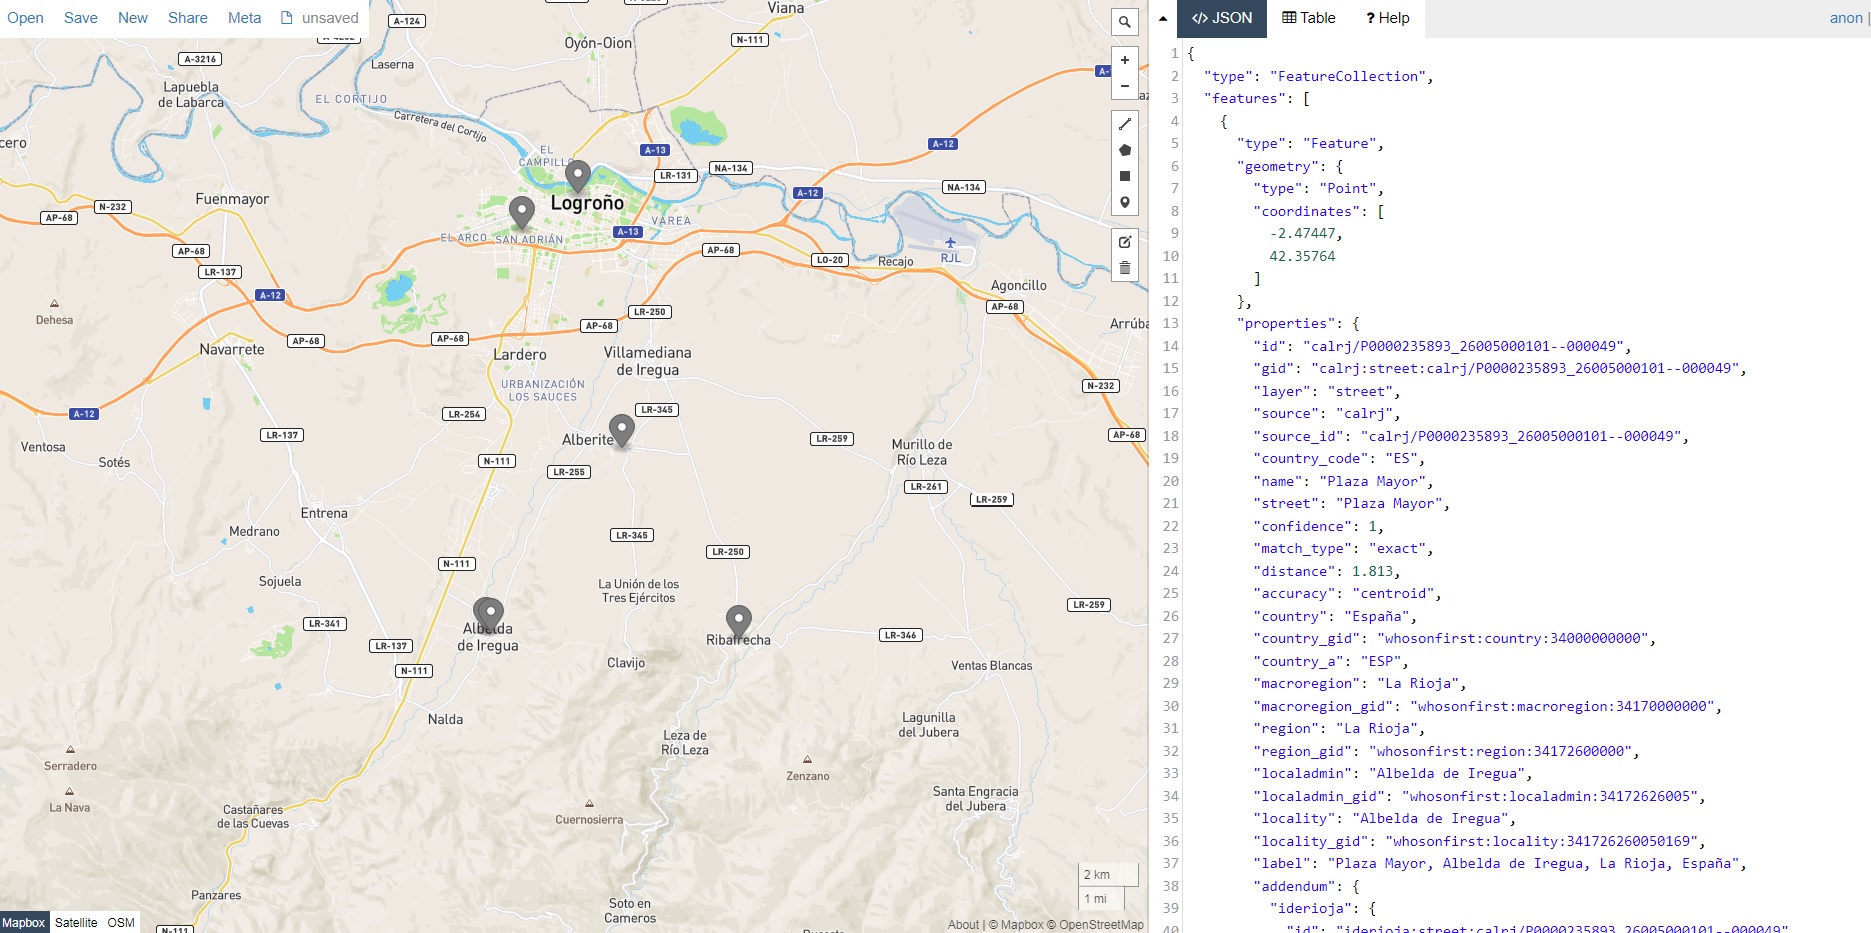 Open Save New Share Meta unsaved
A-124
Viana
Oyón-Oion
N-111
A-3216
Laserna
Lapuebla
de Labarca
EL CORTIJO
Carretera del Cortijo
A-12
EL
CAMPILLO
A-13
LR-131
NA-134
A-12
NA-134
Fuenmayor
N-232
AP-68
Logroño
VAREA
EL ARCO
SAN ADRIÁN
A-13
AP-68
AP-68
LO-20
Recajo
RJL
LR-137
A-12
Agoncillo
AP-68
Dehesa
LR-250
AP-68
Navarrete
AP-68
AP-68
Lardero
Villamediana
de Iregua
URBANIZACIÓN
LOS SAUCES
N-232
A-12
LR-254
LR-345
Alberite
LR-137
LR-259
AP-68
Ventosa
Sotés
N-111
LR-255
Murillo de
Río Leza
LR-261
LR-259
Entrena
Medrano
LR-345
LR-250
N-111
Sojuela
La Unión de los
Tres Ejércitos
LR-259
LR-341
Albelda
de Iregua
Ribafrecha
LR-346
LR-137
N-111
Clavijo
Ventas Blancas
Nalda
Lagunilla
del Jubera
Leza de
Río Leza
Serradero
Zenzano
La Nava
Santa Engracia
del Jubera
Castañares
de las Cuevas
Cuernosierra
2 km
1 mi
Panzares
Soto en
Cameros
Mapbox Satellite OSM
N-111
About | © Mapbox © OpenStreetMap
</> JSON Table ? Help anon |
1 {
2 "type": "FeatureCollection",
3 "features": [
4 {
5 "type": "Feature",
6 "geometry": {
7 "type": "Point",
8 "coordinates": [
9 -2.47447,
10 42.35764
11 ]
12 },
13 "properties": {
14 "id": "calrj/P0000235893_26005000101--000049",
15 "gid": "calrj:street:calrj/P0000235893_26005000101--000049",
16 "layer": "street",
17 "source": "calrj",
18 "source_id": "calrj/P0000235893_26005000101--000049",
19 "country_code": "ES",
20 "name": "Plaza Mayor",
21 "street": "Plaza Mayor",
22 "confidence": 1,
23 "match_type": "exact",
24 "distance": 1.813,
25 "accuracy": "centroid",
26 "country": "España",
27 "country_gid": "whosonfirst:country:34000000000",
28 "country_a": "ESP",
29 "macroregion": "La Rioja",
30 "macroregion_gid": "whosonfirst:macroregion:34170000000",
31 "region": "La Rioja",
32 "region_gid": "whosonfirst:region:34172600000",
33 "localadmin": "Albelda de Iregua",
34 "localadmin_gid": "whosonfirst:localadmin:34172626005",
35 "locality": "Albelda de Iregua",
36 "locality_gid": "whosonfirst:locality:341726260050169",
37 "label": "Plaza Mayor, Albelda de Iregua, La Rioja, España",
38 "addendum": {
39 "iderioja": {
40 "id": "iderioja:street:calrj/P0000235893_26005000101--000049"